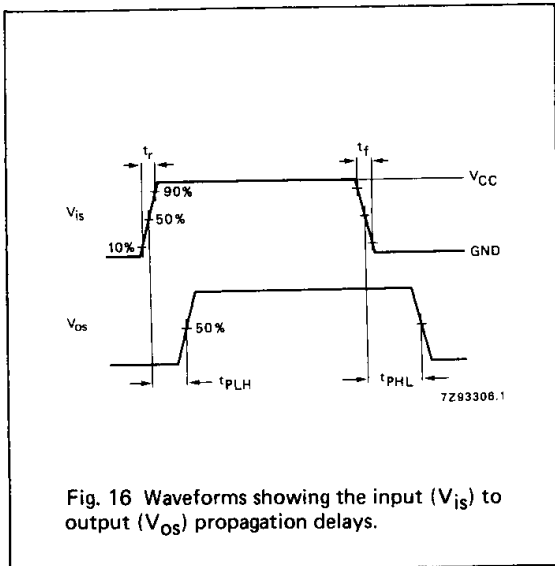 tr
tf
VCC
90%
Vis
50%
10%
GND
Vos
50%
tPLH
tPHL
7Z93306.1
Fig. 16 Waveforms showing the input (Vis) to
output (Vos) propagation delays.